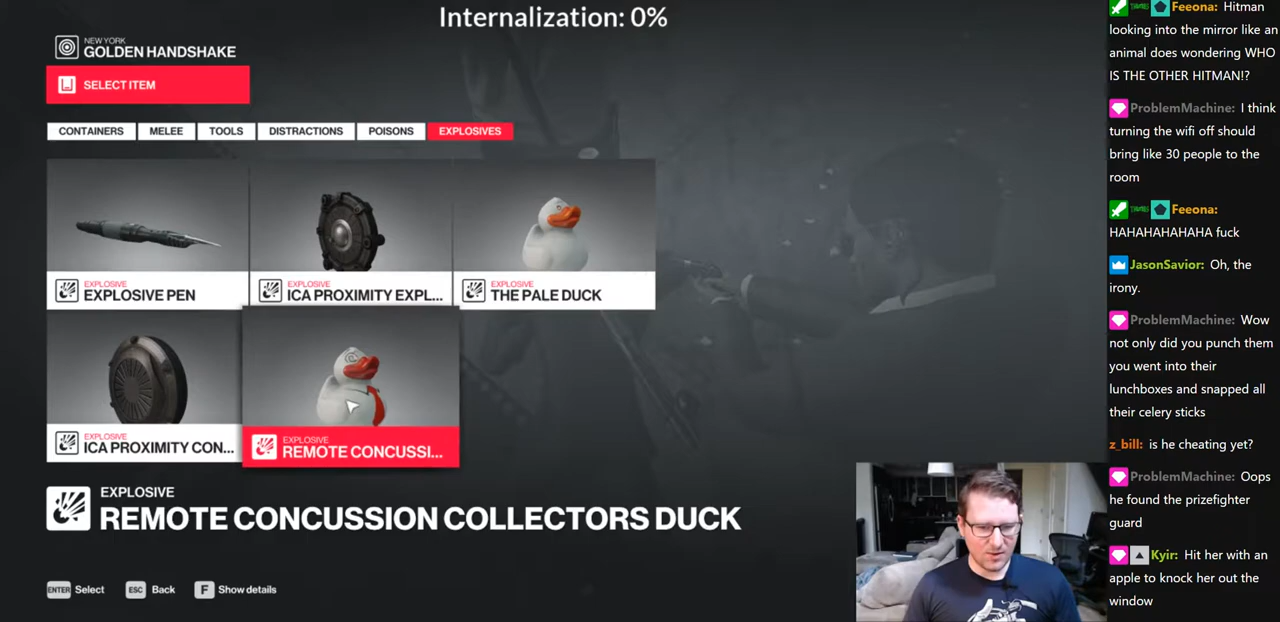 Internalization: 0%
NEW YORK
GOLDEN HANDSHAKE
SELECT ITEM
CONTAINERS MELEE TOOLS DISTRACTIONS POISONS EXPLOSIVES
EXPLOSIVE
EXPLOSIVE PEN
EXPLOSIVE
ICA PROXIMITY EXPL...
EXPLOSIVE
THE PALE DUCK
EXPLOSIVE
ICA PROXIMITY CON...
EXPLOSIVE
REMOTE CONCUSSI...
EXPLOSIVE
REMOTE CONCUSSION COLLECTORS DUCK
ENTER Select ESC Back F Show details
Feeona: Hitman
looking into the mirror like an
animal does wondering WHO
IS THE OTHER HITMAN!?
ProblemMachine: I think
turning the wifi off should
bring like 30 people to the
room
Feeona:
HAHAHAHAHAHA fuck
JasonSavior: Oh, the
irony.
ProblemMachine: Wow
not only did you punch them
you went into their
lunchboxes and snapped all
their celery sticks
z_bill: is he cheating yet?
ProblemMachine: Oops
he found the prizefighter
guard
Kyir: Hit her with an
apple to knock her out the
window